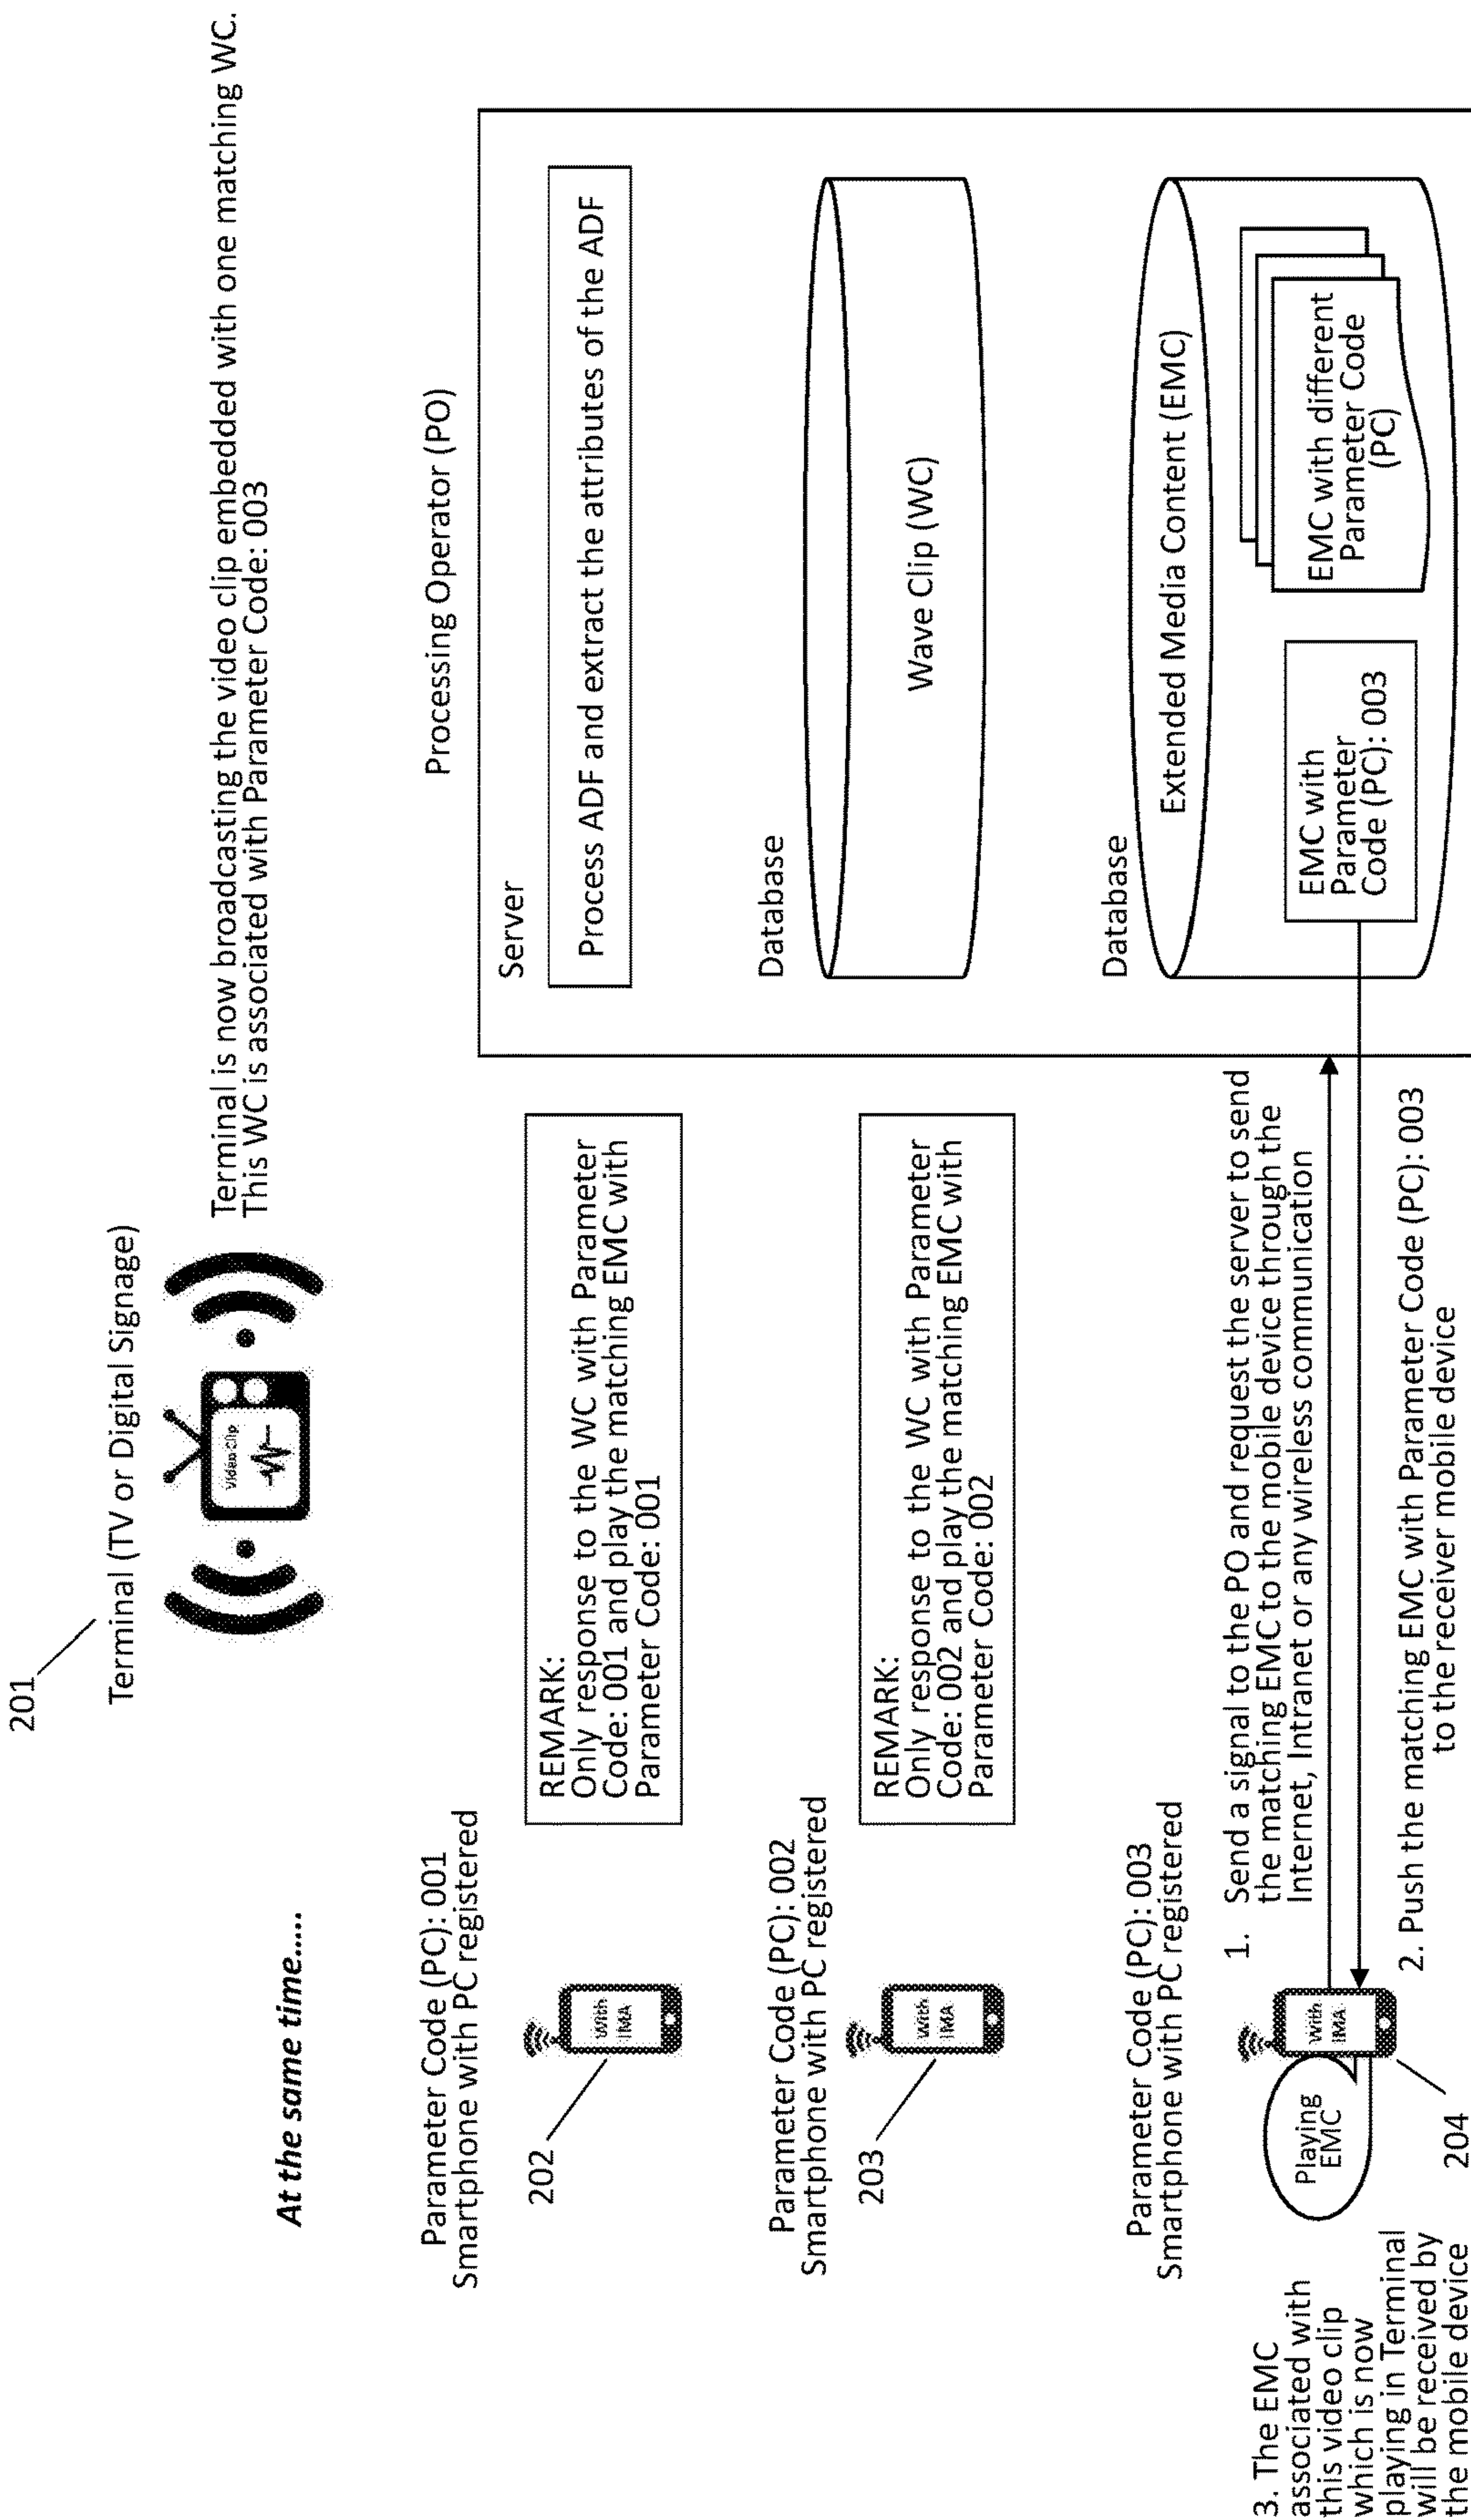 201
Terminal (TV or Digital Signage)
Video Clip
Terminal is now broadcasting the video clip embedded with one matching WC.
This WC is associated with Parameter Code: 003
At the same time.....
Parameter Code (PC): 001
Smartphone with PC registered
With
IMA
202
REMARK:
Only response to the WC with Parameter
Code: 001 and play the matching EMC with
Parameter Code: 001
Parameter Code (PC): 002
Smartphone with PC registered
With
IMA
203
REMARK:
Only response to the WC with Parameter
Code: 002 and play the matching EMC with
Parameter Code: 002
Parameter Code (PC): 003
Smartphone with PC registered
With
IMA
204
Playing
EMC
1. Send a signal to the PO and request the server to send
the matching EMC to the mobile device through the
Internet, Intranet or any wireless communication
2. Push the matching EMC with Parameter Code (PC): 003
to the receiver mobile device
3. The EMC
associated with
this video clip
which is now
playing in Terminal
will be received by
the mobile device
Processing Operator (PO)
Server
Process ADF and extract the attributes of the ADF
Database
Wave Clip (WC)
Database
Extended Media Content (EMC)
EMC with
Parameter
Code (PC): 003
EMC with different
Parameter Code
(PC)